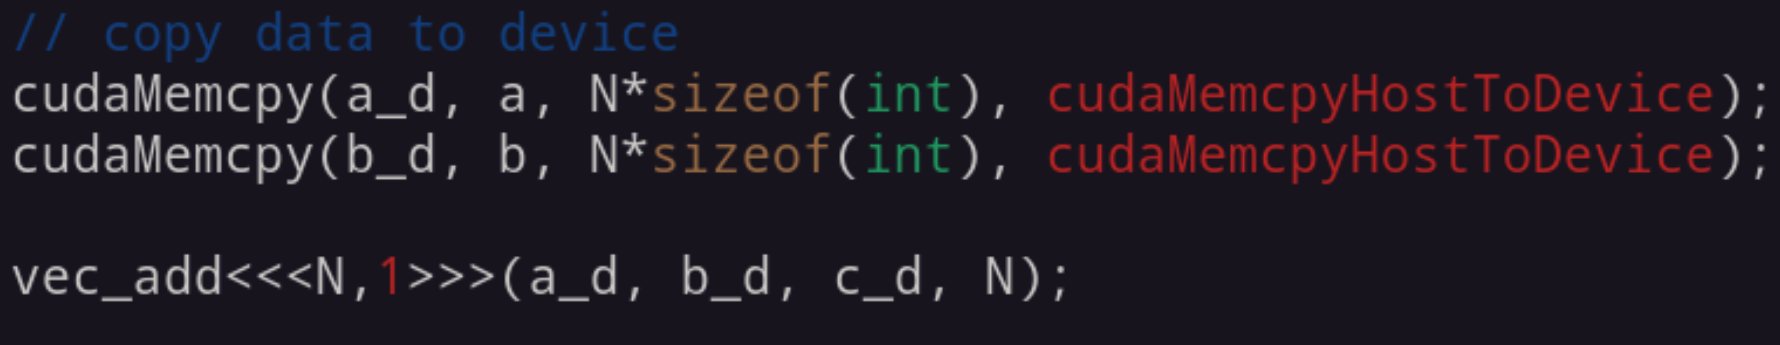 // copy data to device
cudaMemcpy(a_d, a, N*sizeof(int), cudaMemcpyHostToDevice);
cudaMemcpy(b_d, b, N*sizeof(int), cudaMemcpyHostToDevice);
vec_add<<<N,1>>>(a_d, b_d, c_d, N);